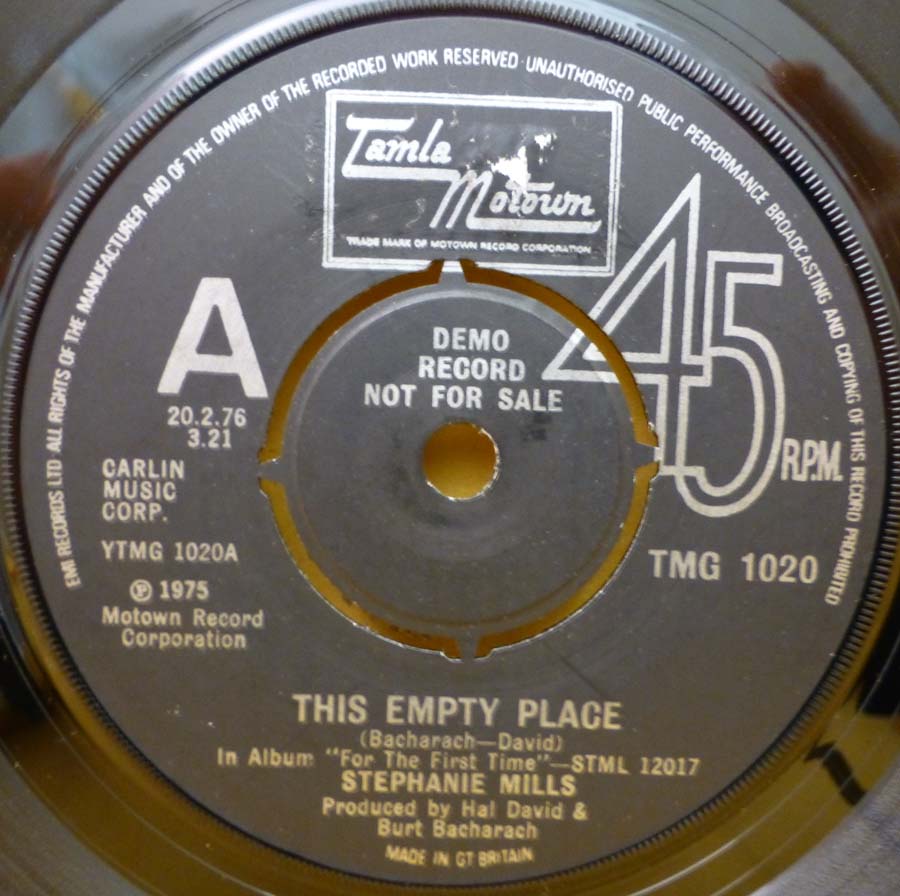 EMI RECORDS LTD ALL RIGHTS OF THE MANUFACTURER AND OF THE OWNER OF THE RECORDED WORK RESERVED · UNAUTHORISED PUBLIC PERFORMANCE BROADCASTING AND COPYING OF THIS RECORD PROHIBITED
Tamla
Motown
TRADE MARK OF MOTOWN RECORD CORPORATION
45
R.P.M.
A
20.2.76
3.21
DEMO
RECORD
NOT FOR SALE
CARLIN
MUSIC
CORP.
YTMG 1020A
℗ 1975
Motown Record
Corporation
TMG 1020
THIS EMPTY PLACE
(Bacharach—David)
In Album "For The First Time"—STML 12017
STEPHANIE MILLS
Produced by Hal David &
Burt Bacharach
MADE IN GT BRITAIN